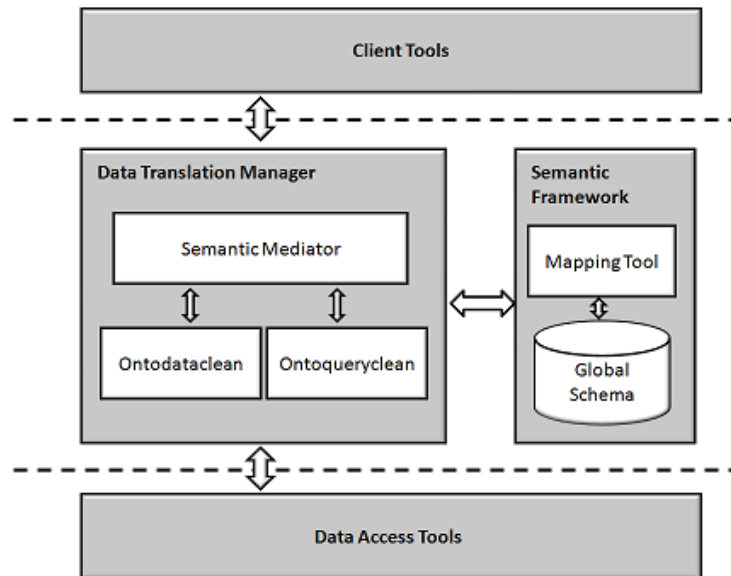 Client Tools
Data Translation Manager
Semantic Mediator
Ontodataclean
Ontoqueryclean
Semantic
Framework
Mapping Tool
Global
Schema
Data Access Tools